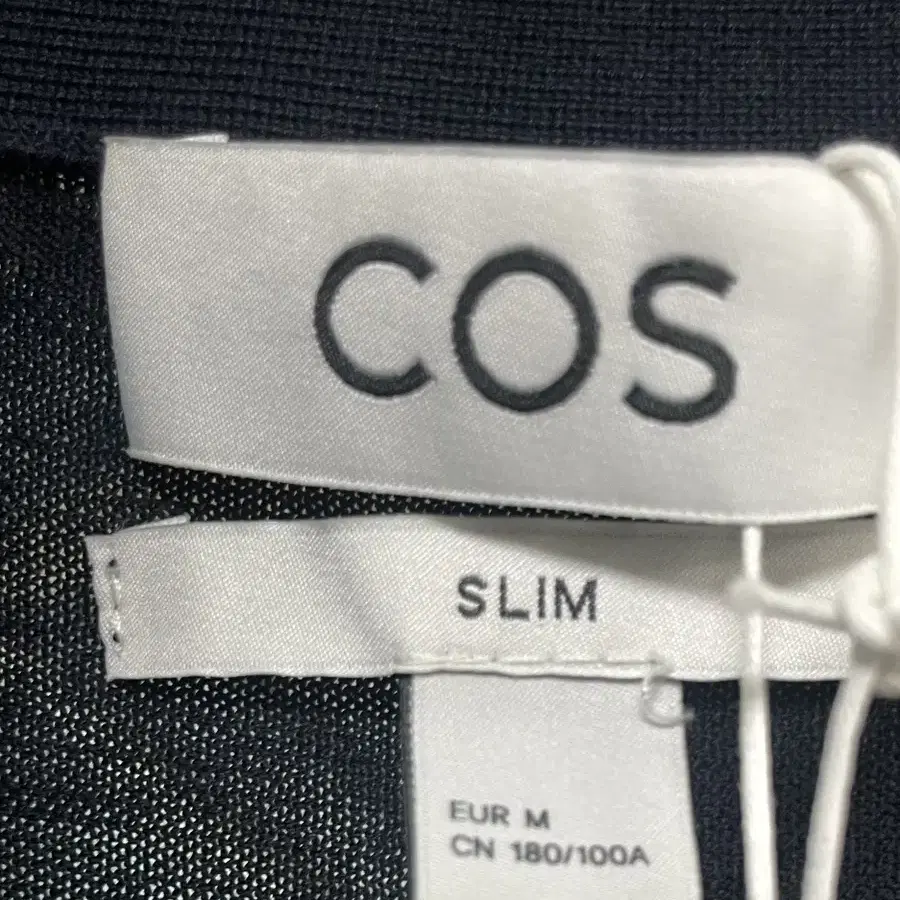 COS
SLIM
EUR M
CN 180/100A